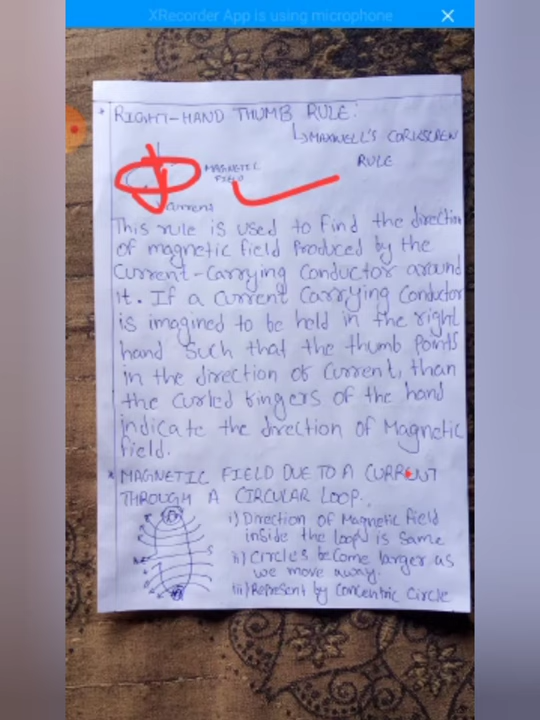 XRecorder App is using microphone
* RIGHT-HAND THUMB RULE:
↳MAXWELL'S CORKSCREW
RULE
MAGNETIC
FIELD
Current
This rule is used to find the direction
of magnetic field Produced by the
Current-Carrying Conductor around
it. If a current Carrying Conductor
is imagined to be held in the right
hand Such that the thumb Points
in the direction of Current, than
the curled fingers of the hand
indicate the direction of Magnetic
field.
* MAGNETIC FIELD DUE TO A CURRENT
THROUGH A CIRCULAR LOOP.
i) Direction of Magnetic Field
inside the loop is same
ii) Circles become larger as
we move away.
iii) Represent by Concentric Circle
N
S